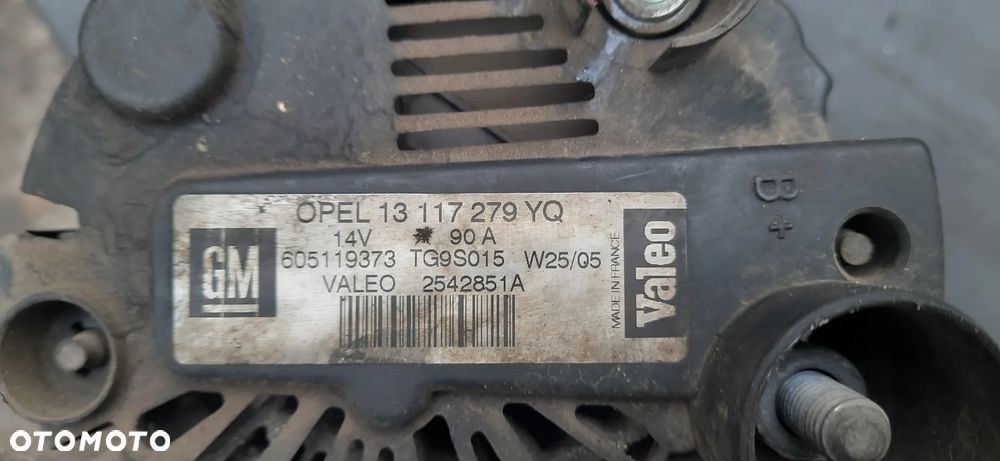 OPEL 13 117 279 YQ
14V 90 A
GM
605119373 TG9S015 W25/05
VALEO 2542851A
MADE IN FRANCE
Valeo
B+
OTOMOTO